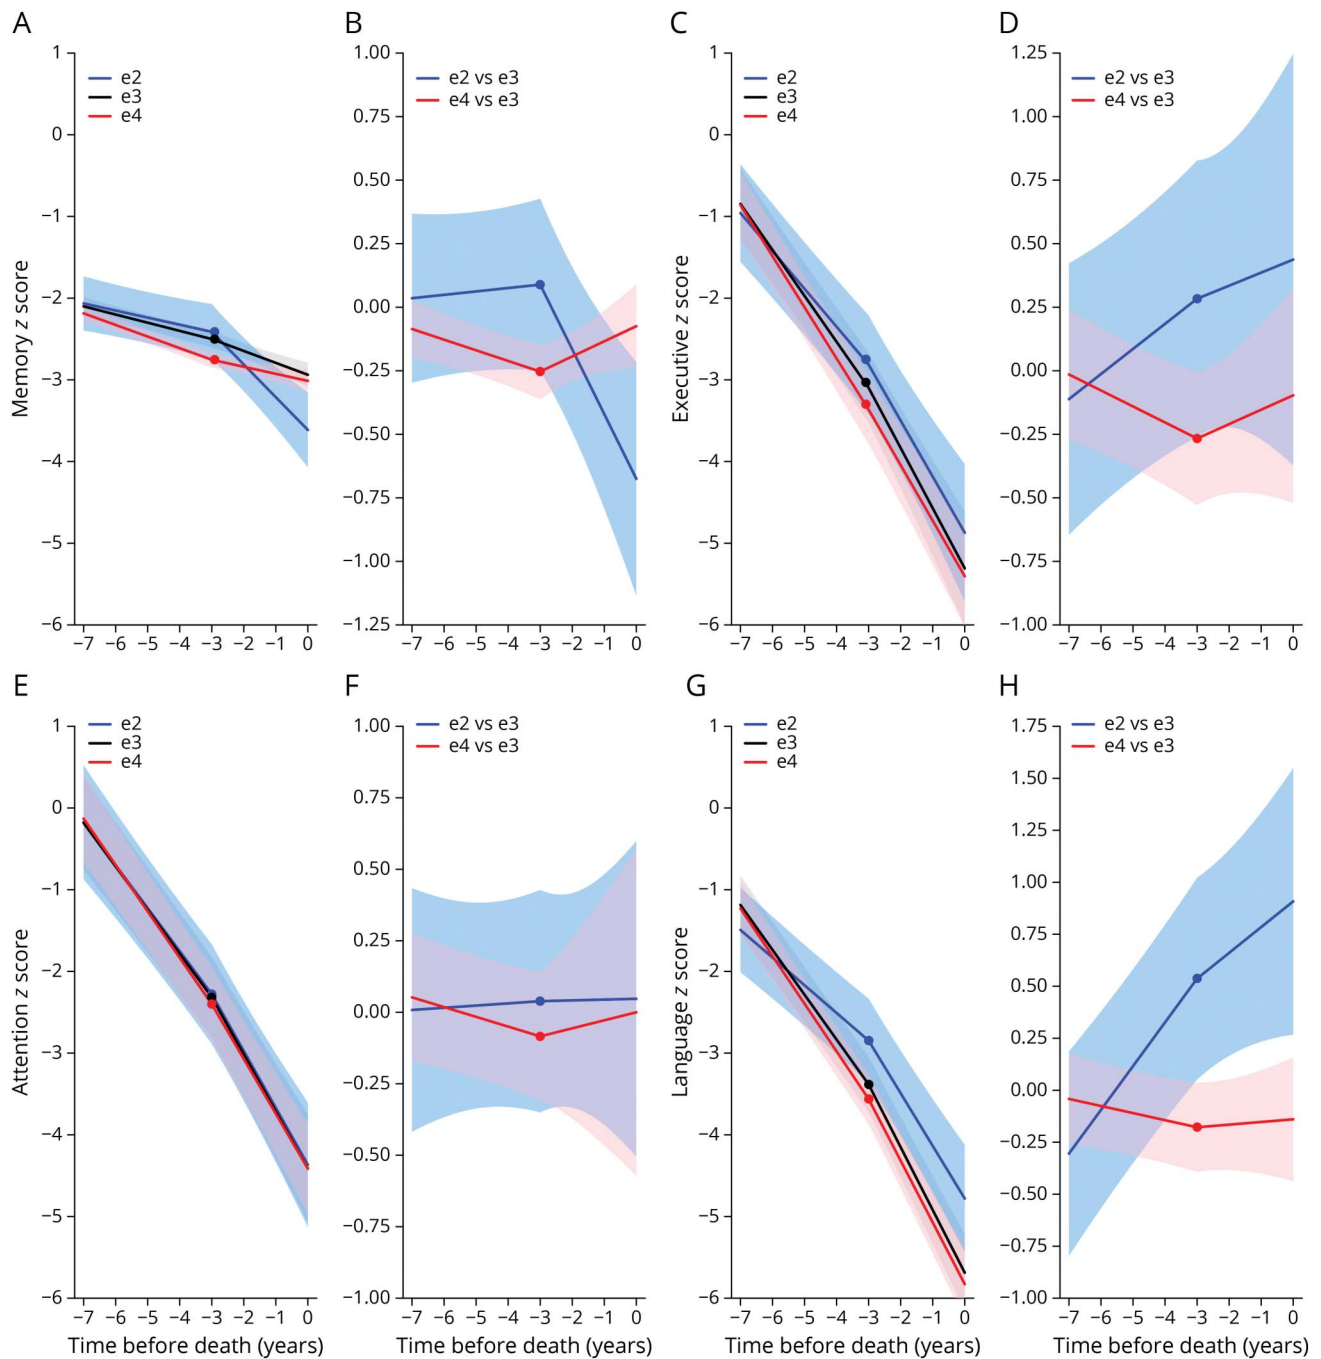 A
B
C
D
1
0
−1
−2
−3
−4
−5
−6
Memory z score
e2
e3
e4
−7 −6 −5 −4 −3 −2 −1 0
1.00
0.75
0.50
0.25
0.00
−0.25
−0.50
−0.75
−1.00
−1.25
e2 vs e3
e4 vs e3
−7 −6 −5 −4 −3 −2 −1 0
1
0
−1
−2
−3
−4
−5
−6
Executive z score
e2
e3
e4
−7 −6 −5 −4 −3 −2 −1 0
1.25
1.00
0.75
0.50
0.25
0.00
−0.25
−0.50
−0.75
−1.00
e2 vs e3
e4 vs e3
−7 −6 −5 −4 −3 −2 −1 0
E
F
G
H
1
0
−1
−2
−3
−4
−5
−6
Attention z score
e2
e3
e4
−7 −6 −5 −4 −3 −2 −1 0
Time before death (years)
1.00
0.75
0.50
0.25
0.00
−0.25
−0.50
−0.75
−1.00
e2 vs e3
e4 vs e3
−7 −6 −5 −4 −3 −2 −1 0
Time before death (years)
1
0
−1
−2
−3
−4
−5
−6
Language z score
e2
e3
e4
−7 −6 −5 −4 −3 −2 −1 0
Time before death (years)
1.75
1.50
1.25
1.00
0.75
0.50
0.25
0.00
−0.25
−0.50
−0.75
−1.00
e2 vs e3
e4 vs e3
−7 −6 −5 −4 −3 −2 −1 0
Time before death (years)